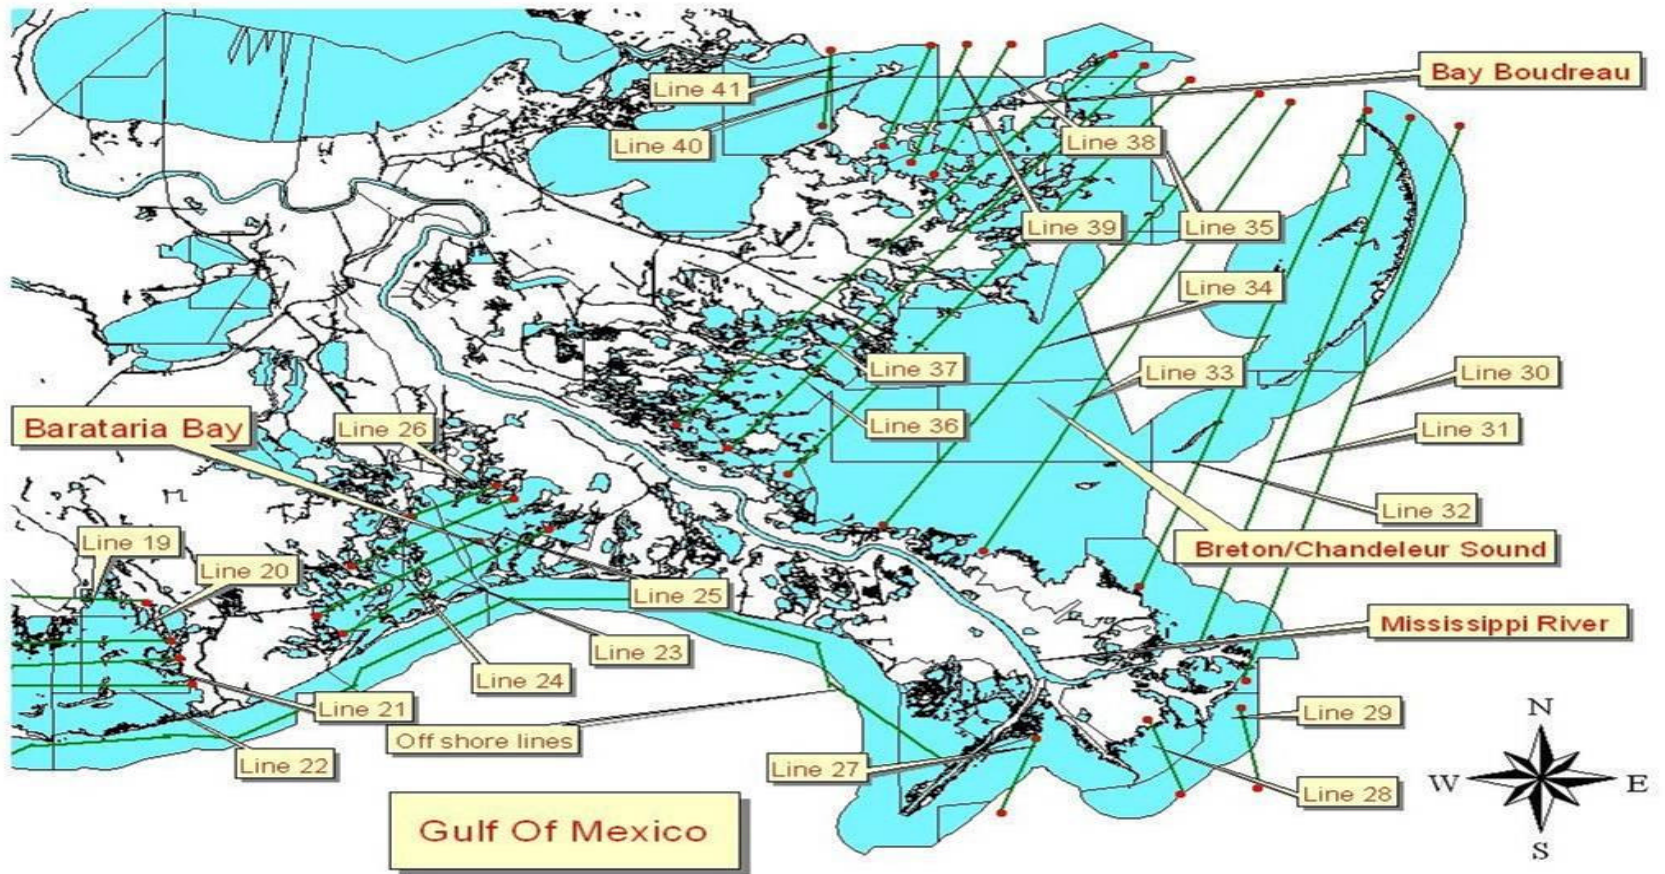 Bay Boudreau
Line 41
Line 40
Line 38
Line 39
Line 35
Line 34
Line 37
Line 33
Line 30
Barataria Bay
Line 26
Line 36
Line 31
Line 32
Line 19
Breton/Chandeleur Sound
Line 20
Line 25
Mississippi River
Line 23
Line 24
Line 21
Line 29
N
Off shore lines
Line 22
Line 27
W
E
Line 28
Gulf Of Mexico
S